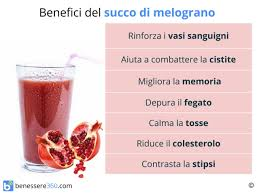 Benefici del succo di melograno
Rinforza i vasi sanguigni
Aiuta a combattere la cistite
Migliora la memoria
Depura il fegato
Calma la tosse
Riduce il colesterolo
Contrasta la stipsi
b benessere360.com
©